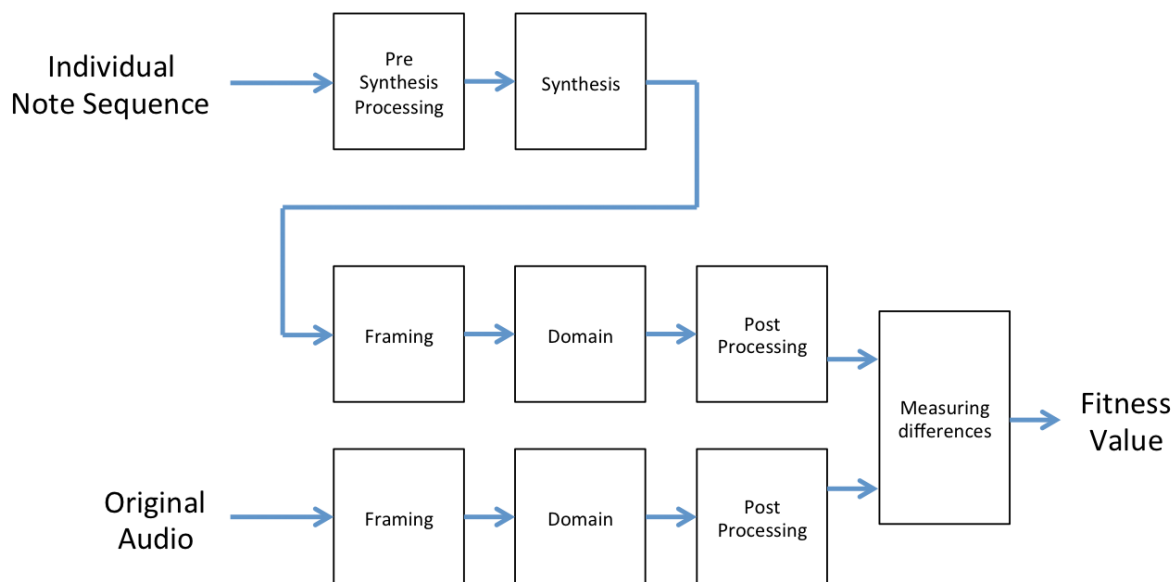 Individual
Note Sequence
Pre
Synthesis
Processing
Synthesis
Framing
Domain
Post
Processing
Measuring
differences
Fitness
Value
Original
Audio
Framing
Domain
Post
Processing